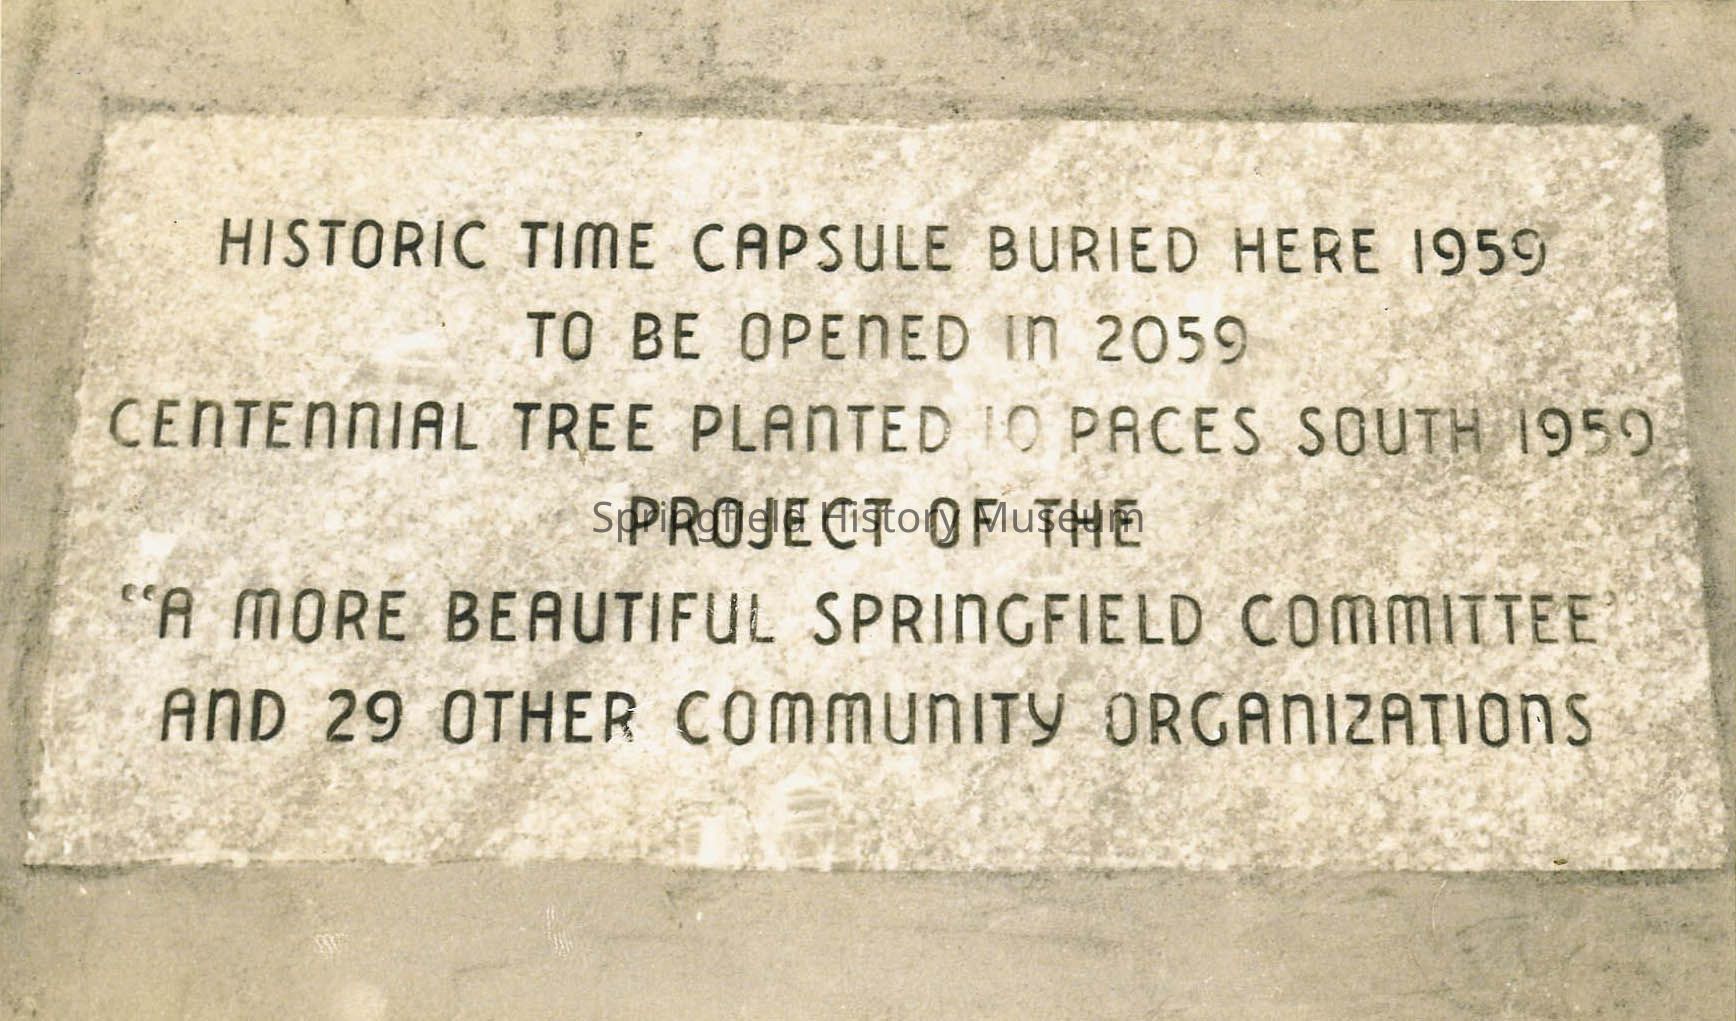 HISTORIC TIME CAPSULE BURIED HERE 1959
TO BE OPENED IN 2059
CENTENNIAL TREE PLANTED 10 PACES SOUTH 1959
PROJECT OF THE
Springfield History Museum
“A MORE BEAUTIFUL SPRINGFIELD COMMITTEE”
AND 29 OTHER COMMUNITY ORGANIZATIONS